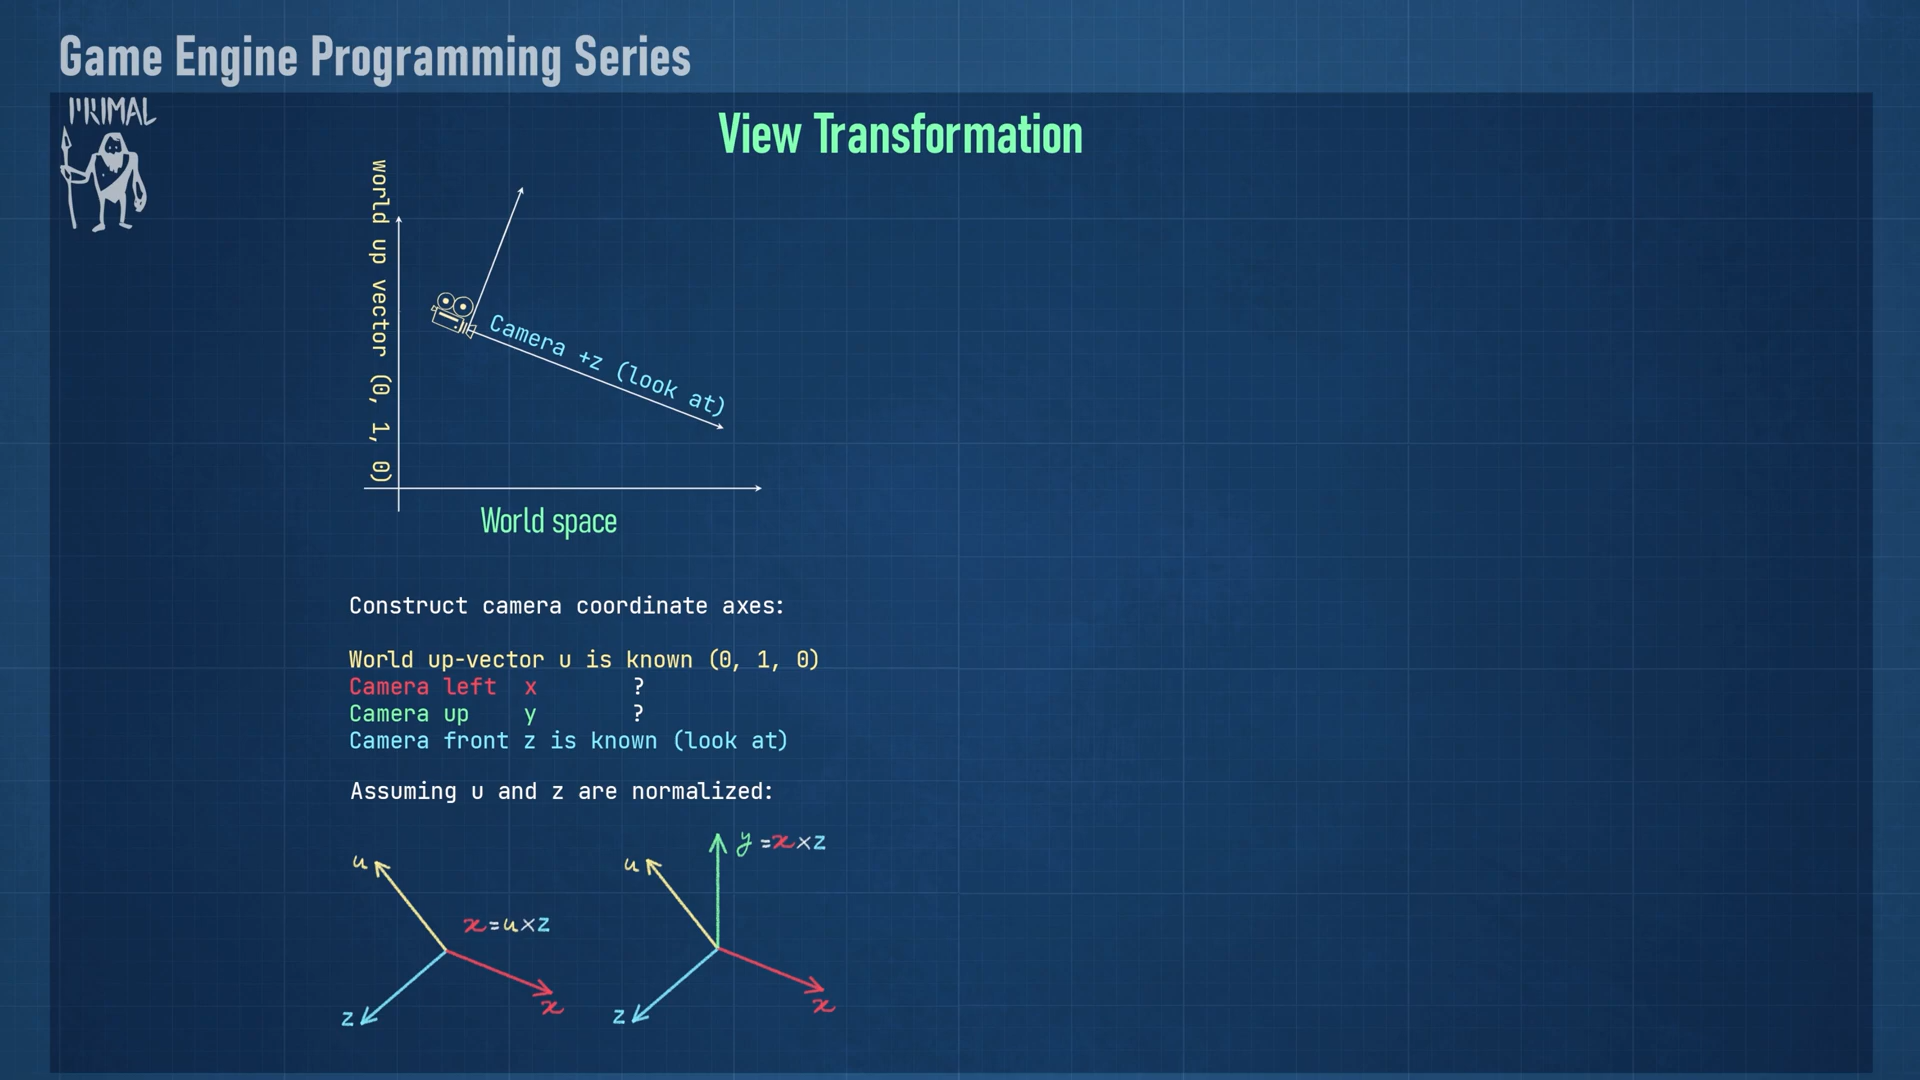 Game Engine Programming Series
PRIMAL
View Transformation
world up vector (0, 1, 0)
Camera +z (look at)
World space
Construct camera coordinate axes:
World up-vector u is known (0, 1, 0)
Camera left x ?
Camera up y ?
Camera front z is known (look at)
Assuming u and z are normalized:
u
x=u×z
z
x
u
y =x×z
z
x